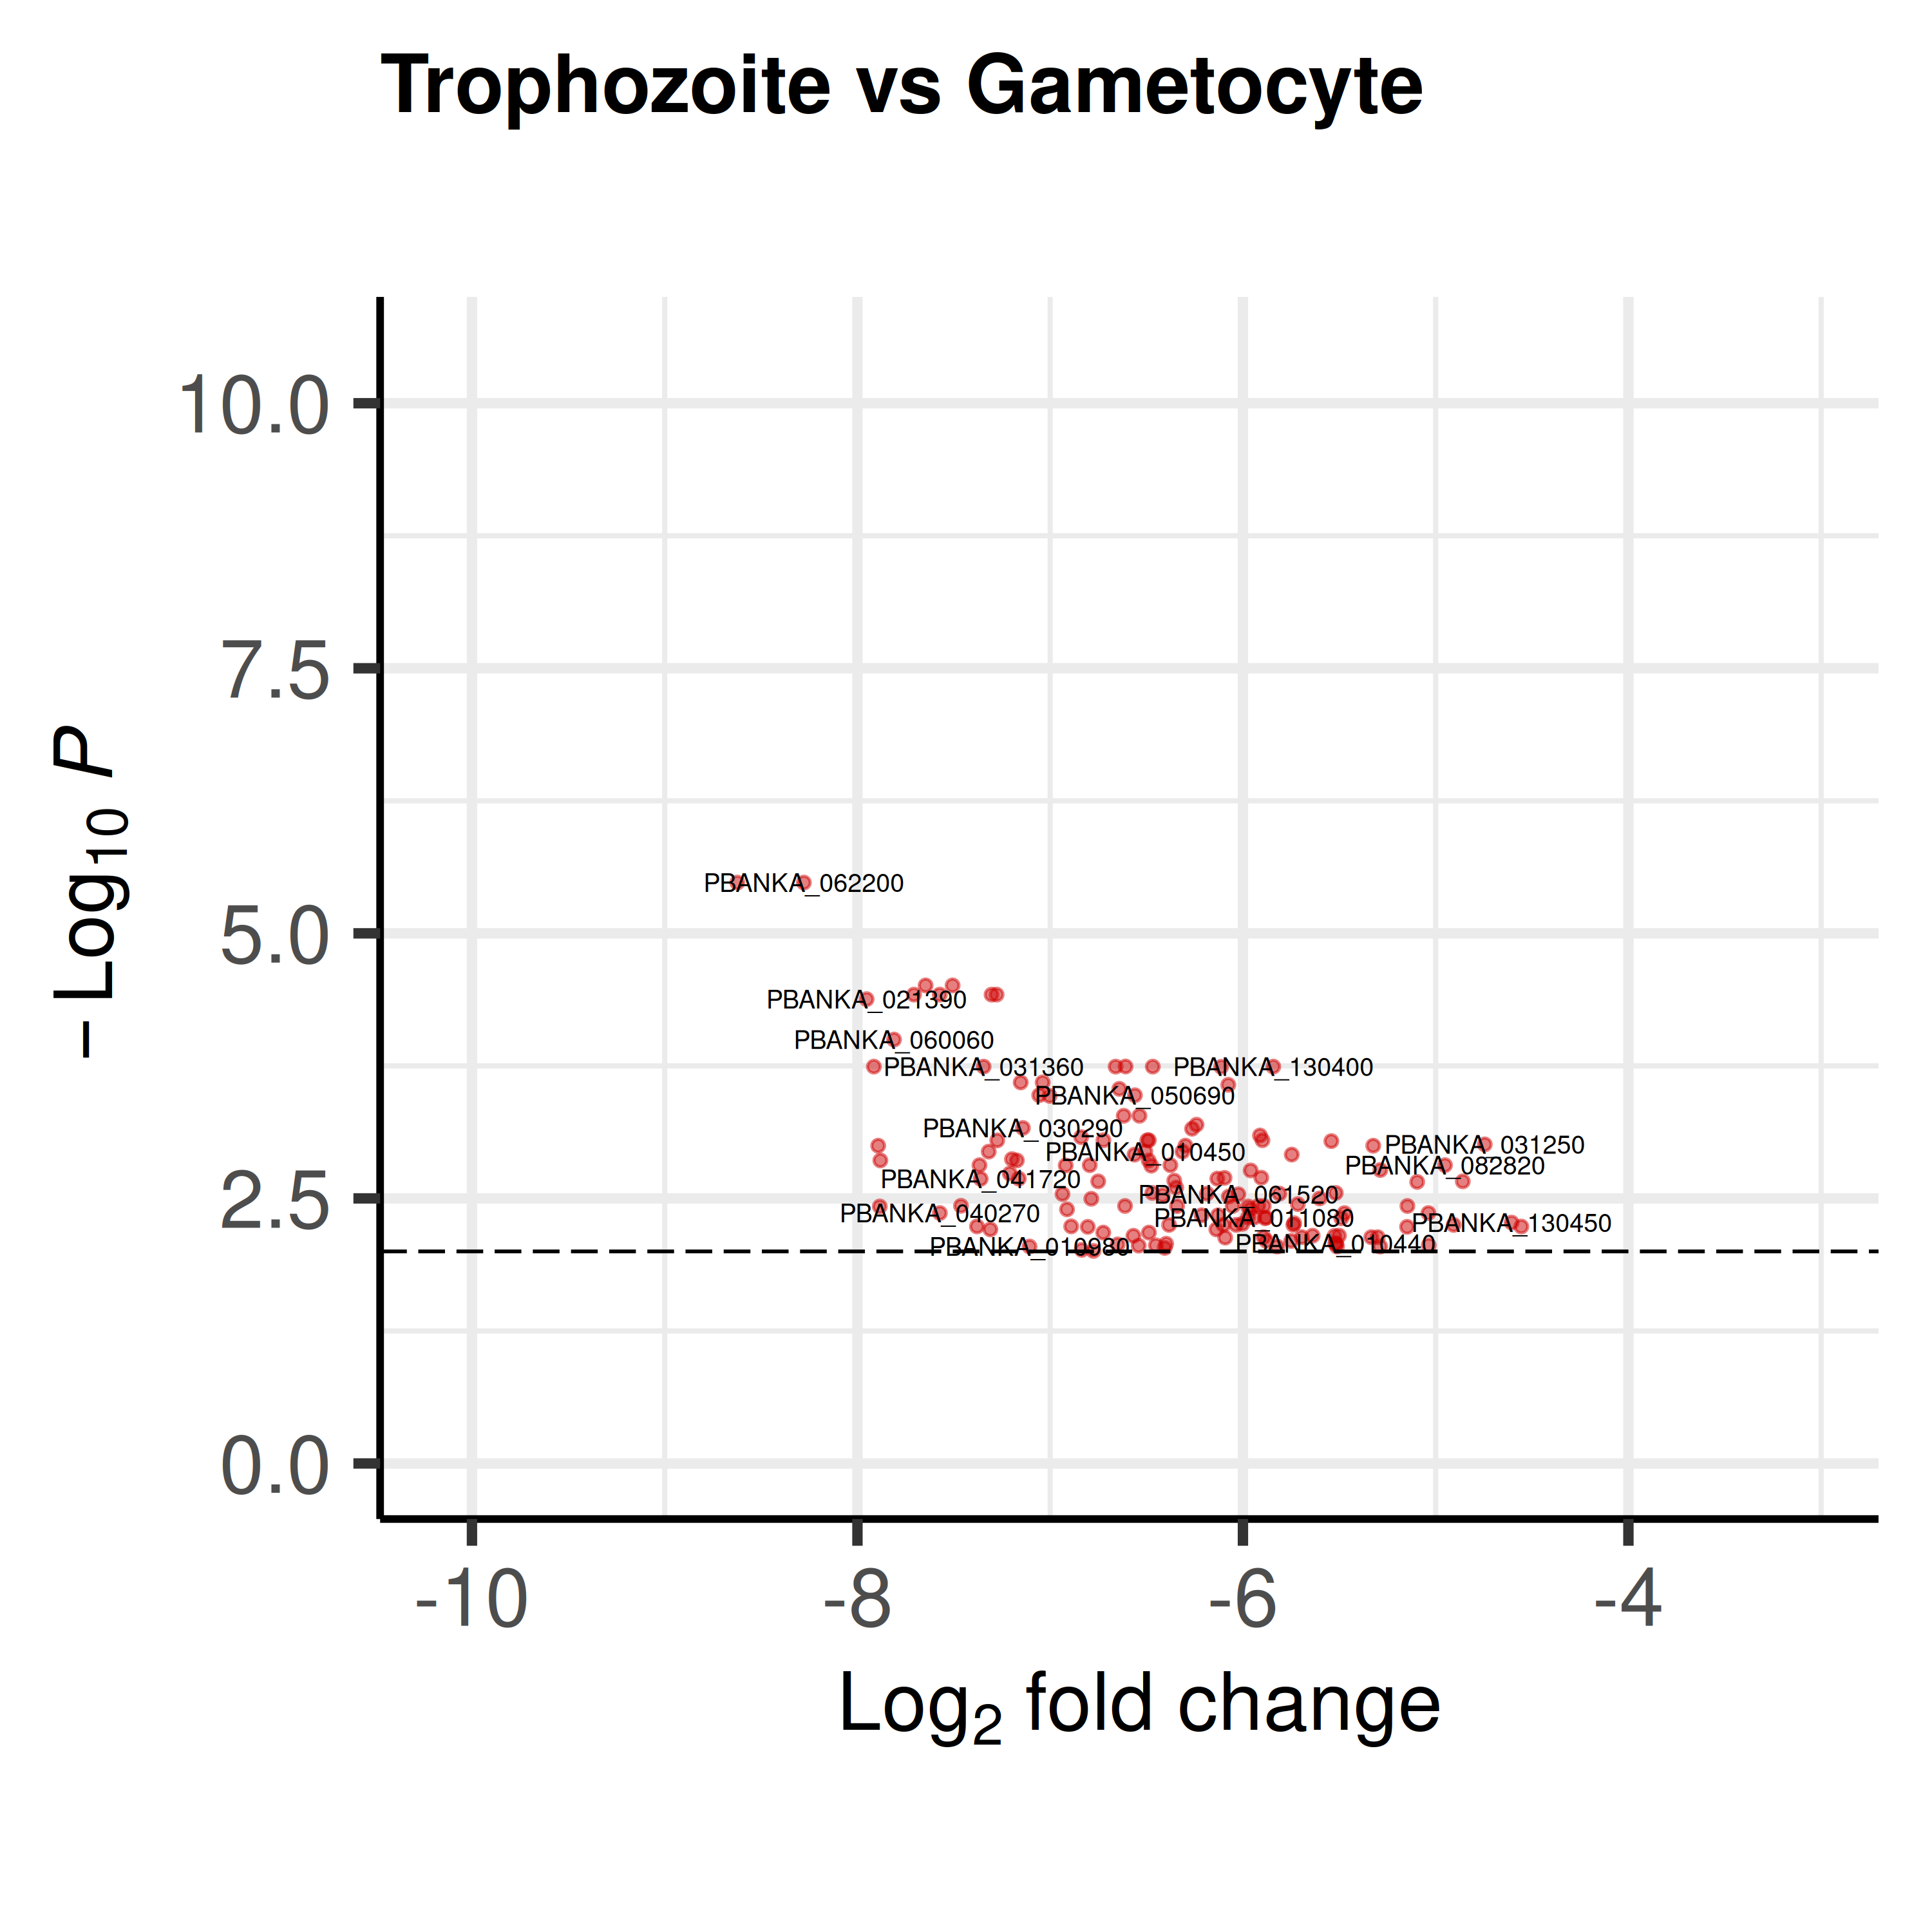 Trophozoite vs Gametocyte
− Log10 P
10.0
7.5
5.0
2.5
0.0
PBANKA_062200
PBANKA_021390
PBANKA_060060
PBANKA_031360
PBANKA_130400
PBANKA_050690
PBANKA_030290
PBANKA_031250
PBANKA_010450
PBANKA_082820
PBANKA_041720
PBANKA_061520
PBANKA_040270
PBANKA_011080
PBANKA_130450
PBANKA_010980
PBANKA_010440
-10
-8
-6
-4
Log2 fold change